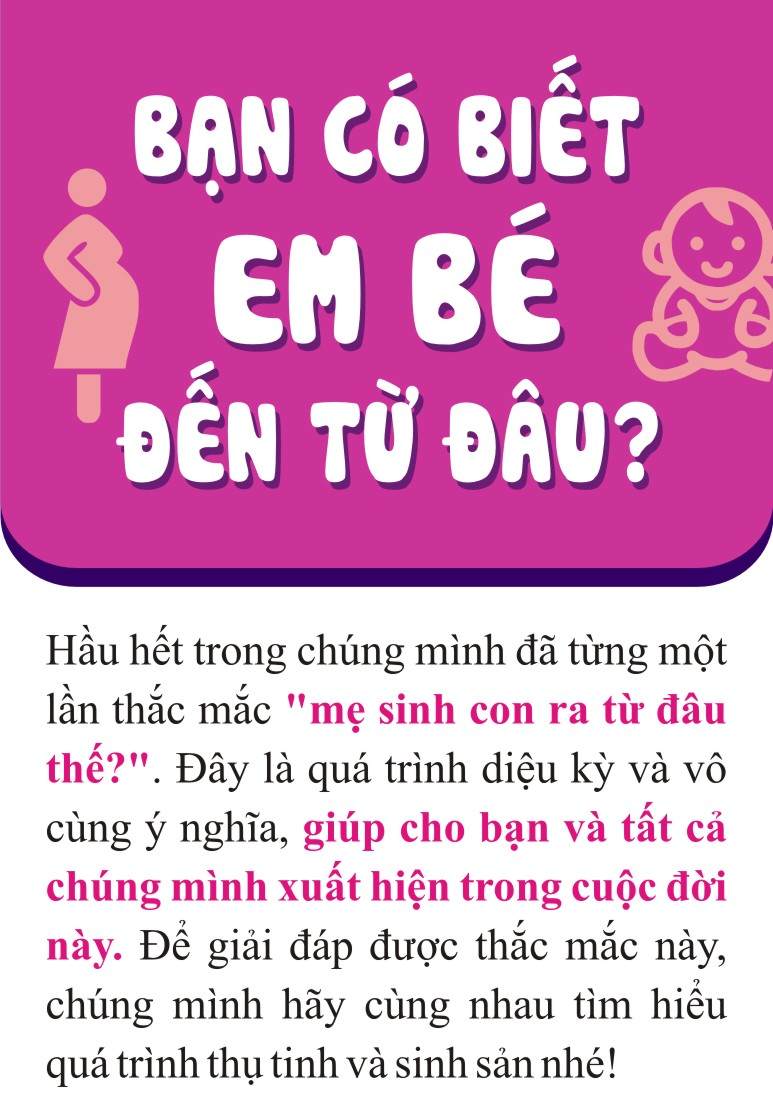 BẠN CÓ BIẾT
EM BÉ
ĐẾN TỪ ĐÂU?
Hầu hết trong chúng mình đã từng một
lần thắc mắc "mẹ sinh con ra từ đâu
thế?". Đây là quá trình diệu kỳ và vô
cùng ý nghĩa, giúp cho bạn và tất cả
chúng mình xuất hiện trong cuộc đời
này. Để giải đáp được thắc mắc này,
chúng mình hãy cùng nhau tìm hiểu
quá trình thụ tinh và sinh sản nhé!